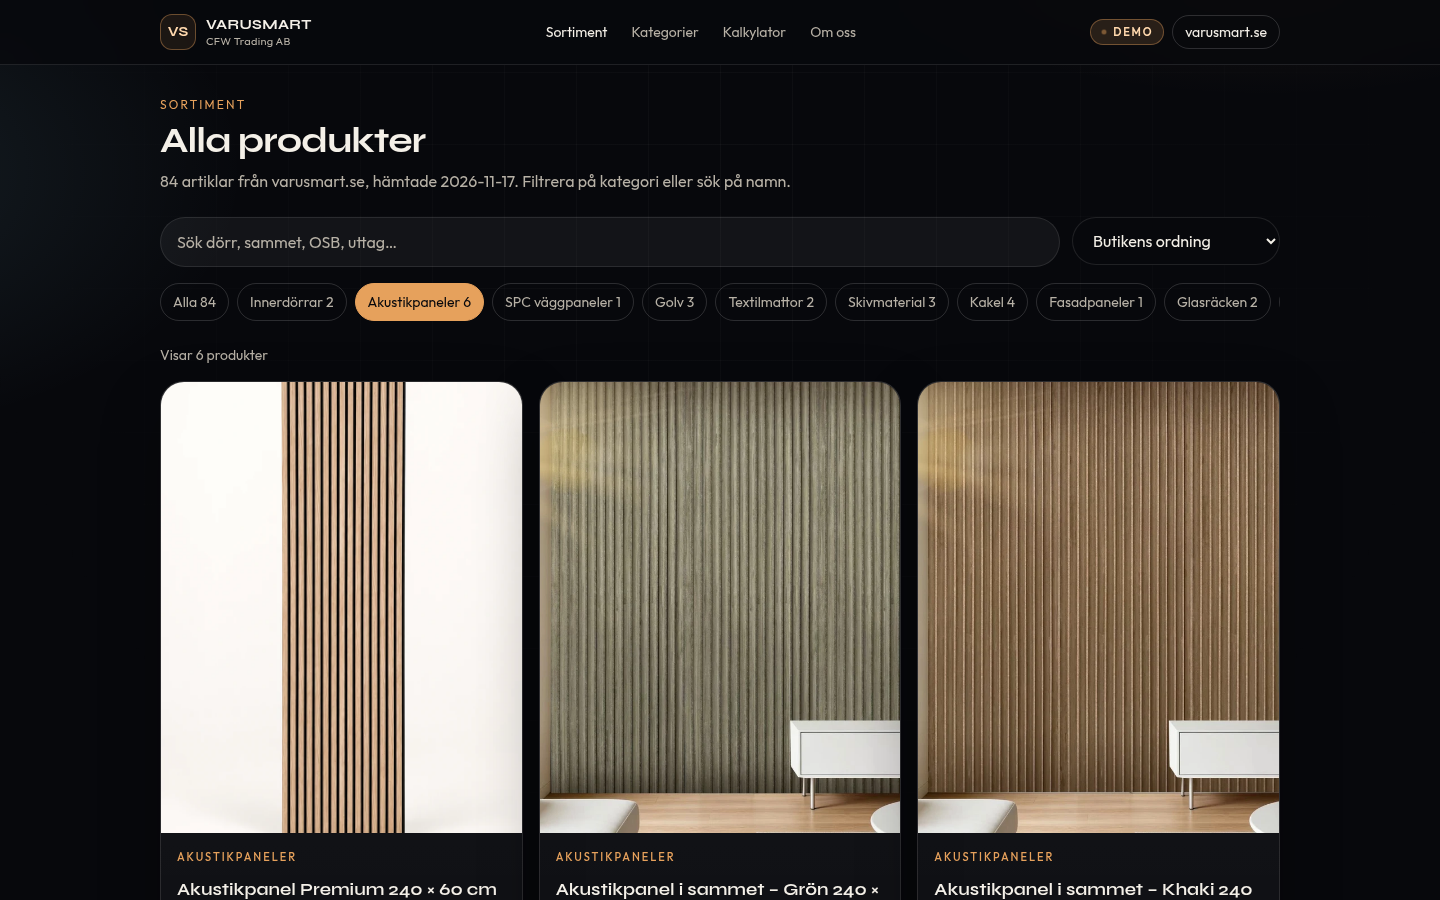 VS
VARUSMART
CFW Trading AB
Sortiment
Kategorier
Kalkylator
Om oss
DEMO
varusmart.se
SORTIMENT
Alla produkter
84 artiklar från varusmart.se, hämtade 2026-11-17. Filtrera på kategori eller sök på namn.
Sök dörr, sammet, OSB, uttag…
Butikens ordning
Alla 84
Innerdörrar 2
Akustikpaneler 6
SPC väggpaneler 1
Golv 3
Textilmattor 2
Skivmaterial 3
Kakel 4
Fasadpaneler 1
Glasräcken 2
Visar 6 produkter
AKUSTIKPANELER
Akustikpanel Premium 240 × 60 cm
AKUSTIKPANELER
Akustikpanel i sammet – Grön 240 ×
AKUSTIKPANELER
Akustikpanel i sammet – Khaki 240